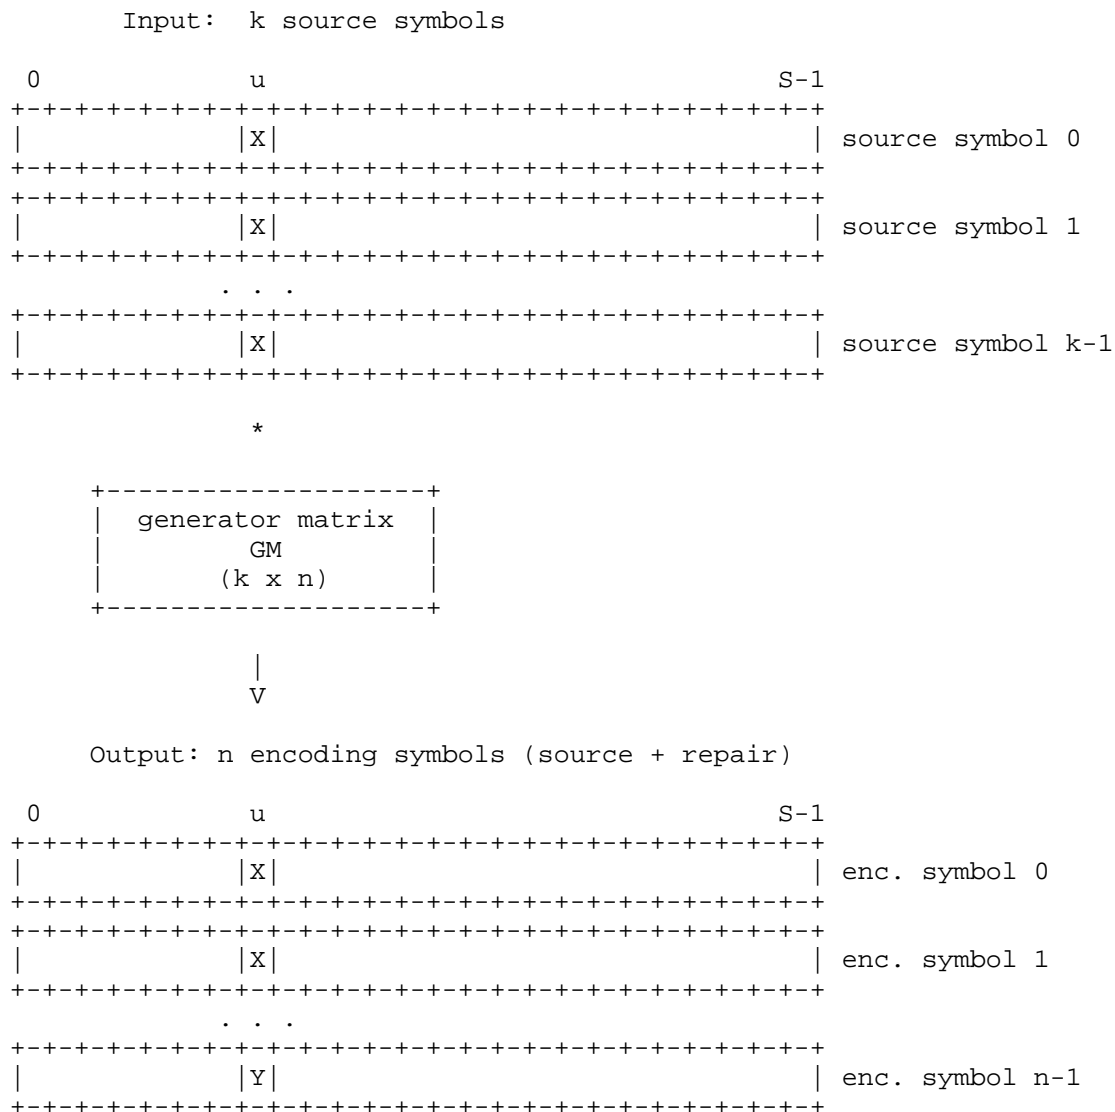 Input:  k source symbols
0             u                                S-1
+-+-+-+-+-+-+-+-+-+-+-+-+-+-+-+-+-+-+-+-+-+-+-+-+-+
|             |X|                                 | source symbol 0
+-+-+-+-+-+-+-+-+-+-+-+-+-+-+-+-+-+-+-+-+-+-+-+-+-+
+-+-+-+-+-+-+-+-+-+-+-+-+-+-+-+-+-+-+-+-+-+-+-+-+-+
|             |X|                                 | source symbol 1
+-+-+-+-+-+-+-+-+-+-+-+-+-+-+-+-+-+-+-+-+-+-+-+-+-+
. . .
+-+-+-+-+-+-+-+-+-+-+-+-+-+-+-+-+-+-+-+-+-+-+-+-+-+
|             |X|                                 | source symbol k-1
+-+-+-+-+-+-+-+-+-+-+-+-+-+-+-+-+-+-+-+-+-+-+-+-+-+
*
+--------------------+
|  generator matrix  |
|         GM         |
|       (k x n)      |
+--------------------+
|
V
Output: n encoding symbols (source + repair)
0             u                                S-1
+-+-+-+-+-+-+-+-+-+-+-+-+-+-+-+-+-+-+-+-+-+-+-+-+-+
|             |X|                                 | enc. symbol 0
+-+-+-+-+-+-+-+-+-+-+-+-+-+-+-+-+-+-+-+-+-+-+-+-+-+
+-+-+-+-+-+-+-+-+-+-+-+-+-+-+-+-+-+-+-+-+-+-+-+-+-+
|             |X|                                 | enc. symbol 1
+-+-+-+-+-+-+-+-+-+-+-+-+-+-+-+-+-+-+-+-+-+-+-+-+-+
. . .
+-+-+-+-+-+-+-+-+-+-+-+-+-+-+-+-+-+-+-+-+-+-+-+-+-+
|             |Y|                                 | enc. symbol n-1
+-+-+-+-+-+-+-+-+-+-+-+-+-+-+-+-+-+-+-+-+-+-+-+-+-+